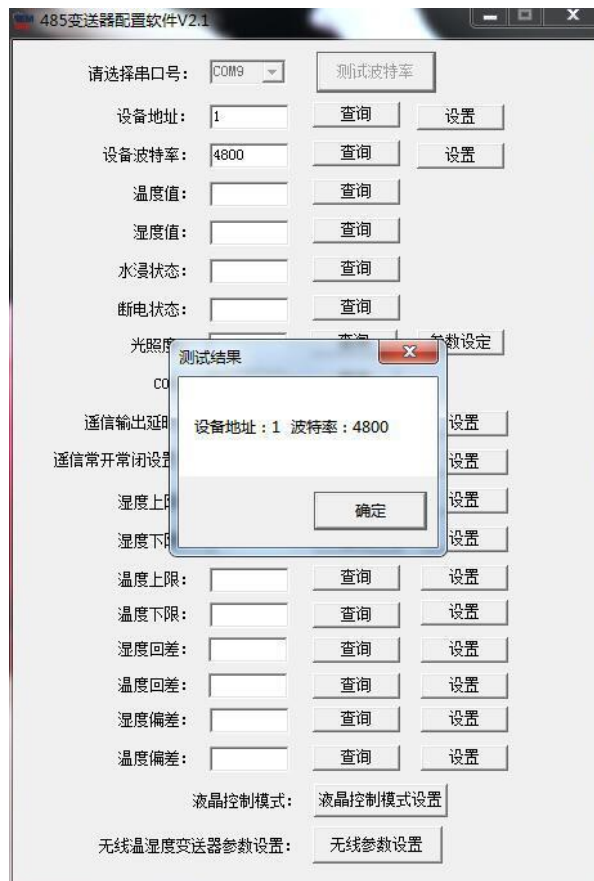 485变送器配置软件V2.1
请选择串口号: COM9 测试波特率
设备地址: 1 查询 设置
设备波特率: 4800 查询 设置
温度值: 查询
湿度值: 查询
水浸状态: 查询
断电状态: 查询
光照度 参数设定
测试结果
CO
设备地址：1 波特率：4800
遥信输出延时 设置
遥信常开常闭设置 设置
确定
湿度上限 设置
湿度下限 设置
温度上限: 查询 设置
温度下限: 查询 设置
湿度回差: 查询 设置
温度回差: 查询 设置
湿度偏差: 查询 设置
温度偏差: 查询 设置
液晶控制模式: 液晶控制模式设置
无线温湿度变送器参数设置: 无线参数设置